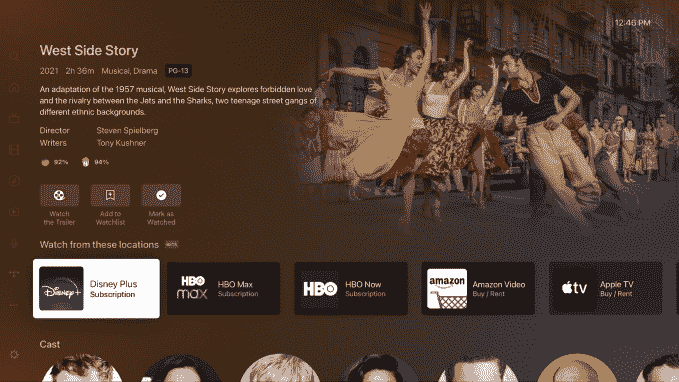 12:46 PM
West Side Story
2021 2h 36m Musical, Drama PG-13
An adaptation of the 1957 musical, West Side Story explores forbidden love
and the rivalry between the Jets and the Sharks, two teenage street gangs of
different ethnic backgrounds.
Director Steven Spielberg
Writers Tony Kushner
92% 94%
Watch
the Trailer
Add to
Watchlist
Mark as
Watched
Watch from these locations BETA
Disney+
Disney Plus
Subscription
HBO
max
HBO Max
Subscription
HBO
HBO Now
Subscription
amazon
Amazon Video
Buy / Rent
tv
Apple TV
Buy / Rent
Cast